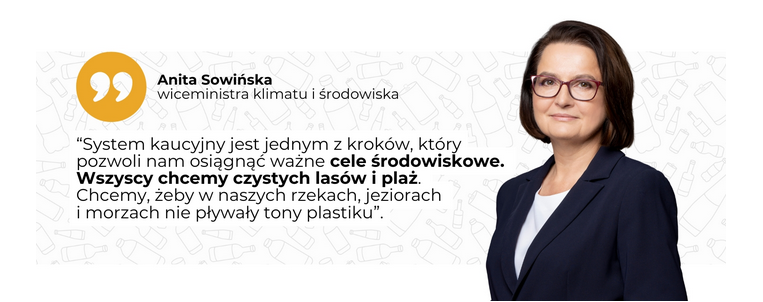 Anita Sowińska
wiceministra klimatu i środowiska
“System kaucyjny jest jednym z kroków, który
pozwoli nam osiągnąć ważne cele środowiskowe.
Wszyscy chcemy czystych lasów i plaż.
Chcemy, żeby w naszych rzekach, jeziorach
i morzach nie pływały tony plastiku”.